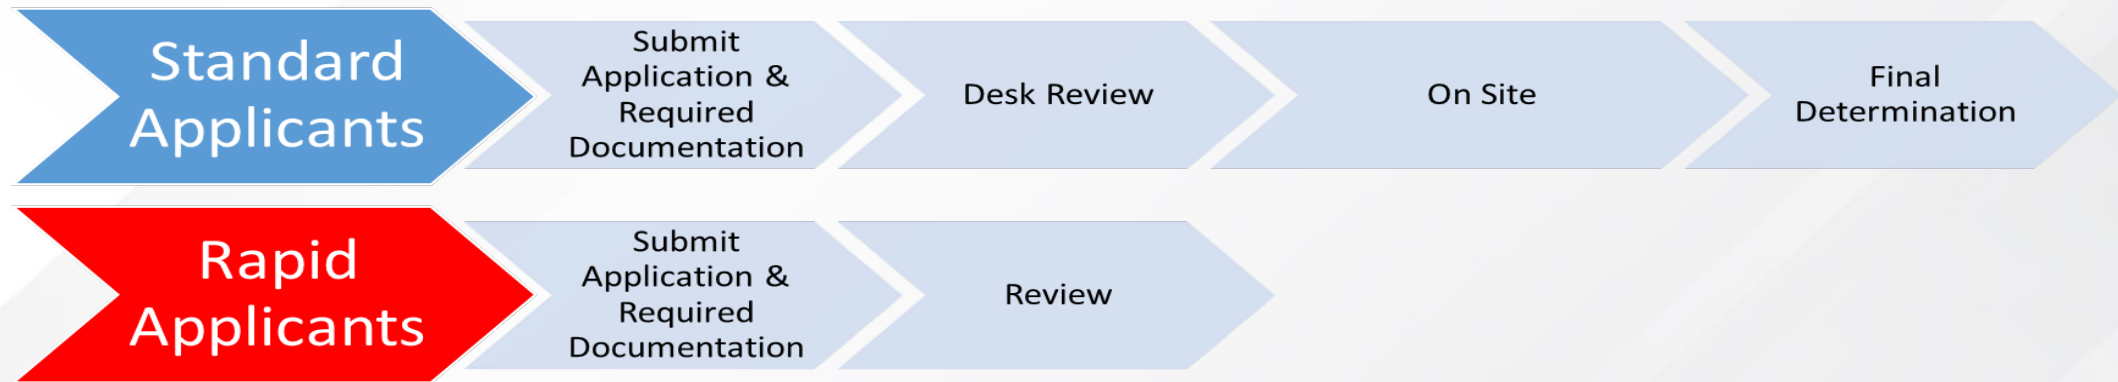 Standard
Applicants
Submit
Application &
Required
Documentation
Desk Review
On Site
Final
Determination
Rapid
Applicants
Submit
Application &
Required
Documentation
Review